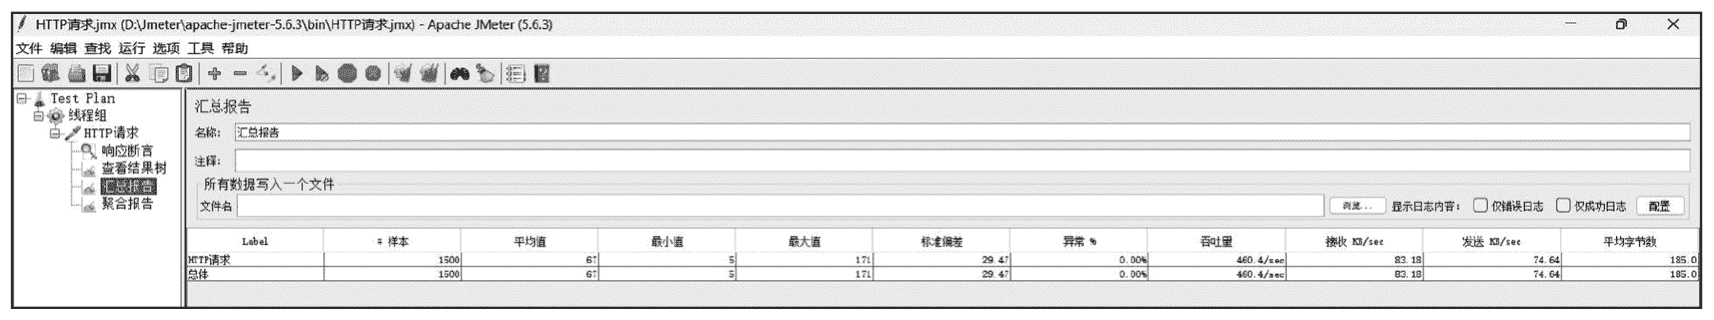 HTTP请求.jmx (D:\Jmeter\apache-jmeter-5.6.3\bin\HTTP请求.jmx) - Apache JMeter (5.6.3)
文件 编辑 查找 运行 选项 工具 帮助
Test Plan
线程组
HTTP请求
响应断言
查看结果树
汇总报告
聚合报告
汇总报告
名称: 汇总报告
注释:
所有数据写入一个文件
文件名 浏览... 显示日志内容: 仅错误日志 仅成功日志 配置
Label # 样本 平均值 最小值 最大值 标准偏差 异常 % 吞吐量 接收 KB/sec 发送 KB/sec 平均字节数
HTTP请求 1500 67 5 171 29.47 0.00% 460.4/sec 83.18 74.64 185.0
总体 1500 67 5 171 29.47 0.00% 460.4/sec 83.18 74.64 185.0